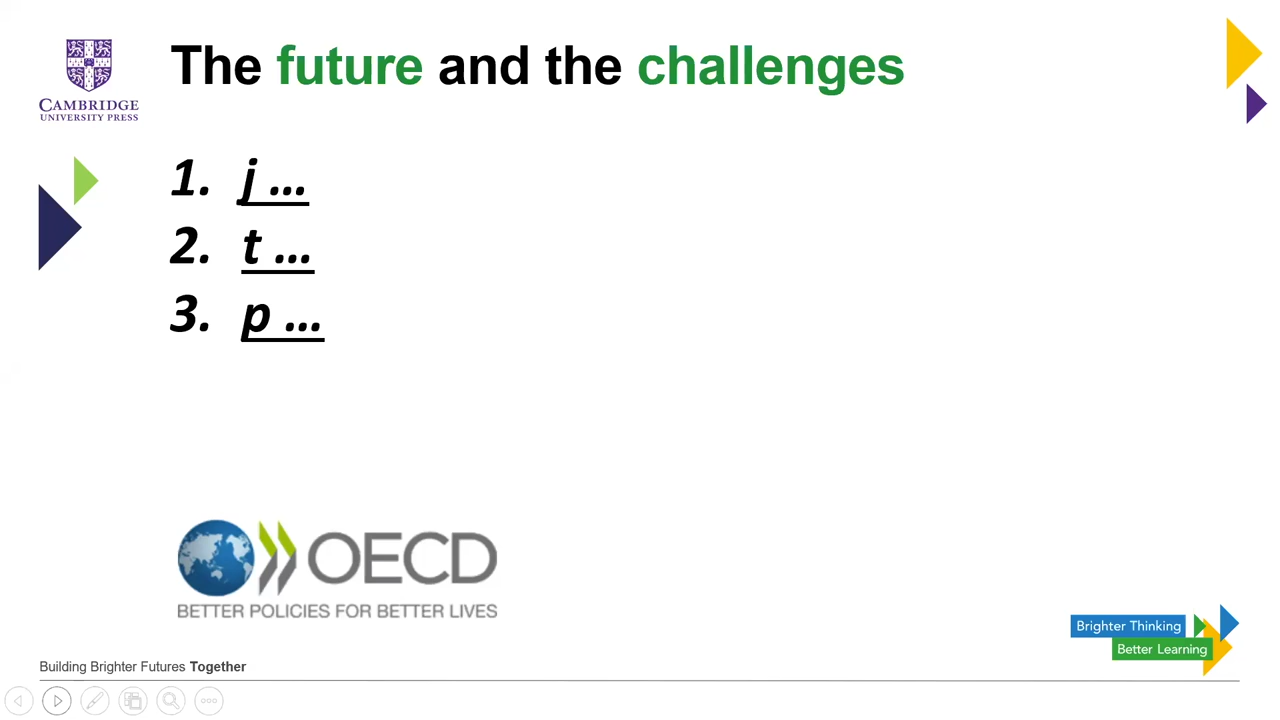 The future and the challenges
CAMBRIDGE
UNIVERSITY PRESS
1. j ...
2. t ...
3. p ...
OECD
BETTER POLICIES FOR BETTER LIVES
Brighter Thinking
Better Learning
Building Brighter Futures Together